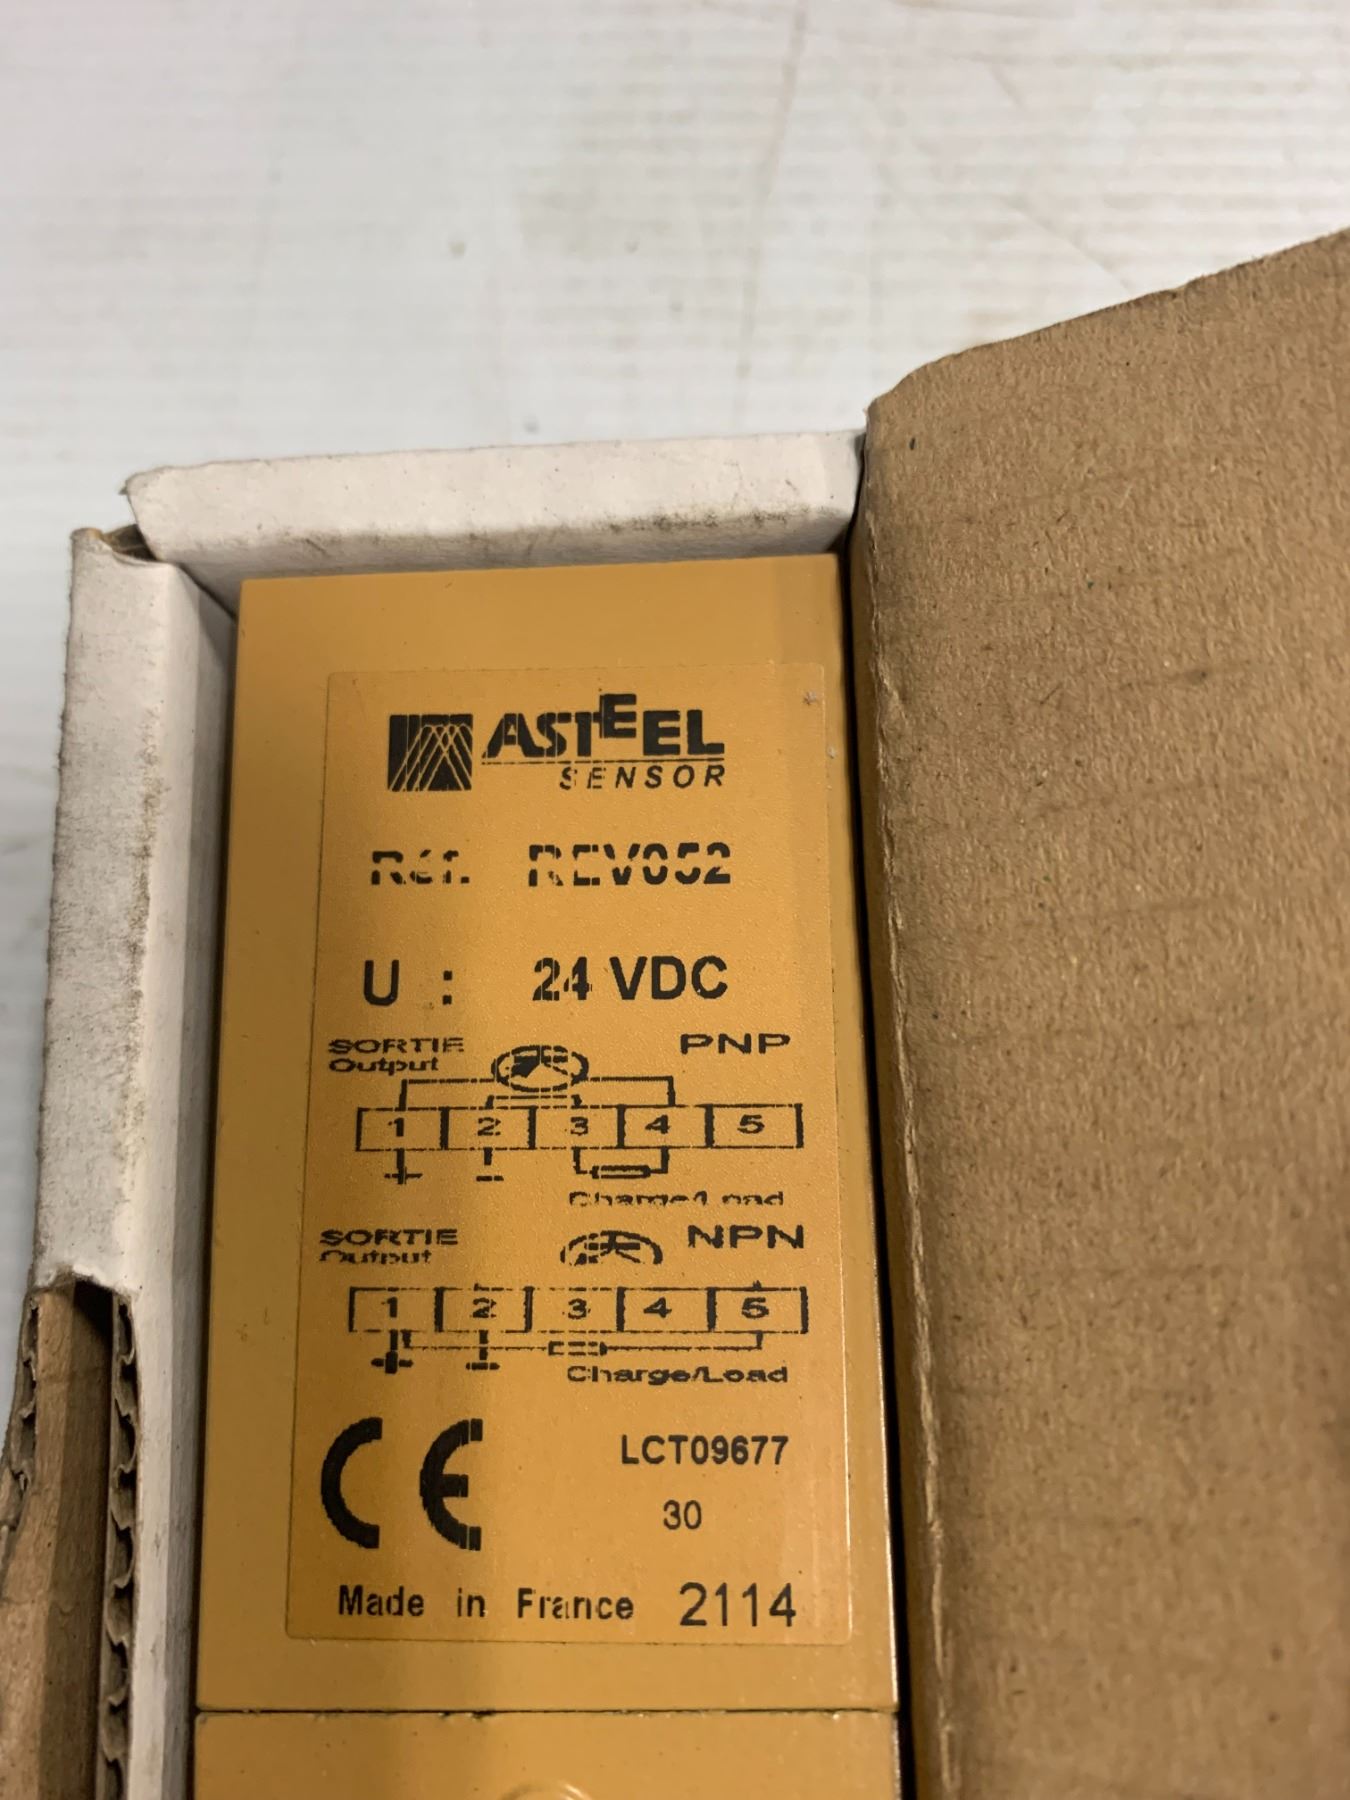 ASTEEL
SENSOR
Réf. REV052
U : 24 VDC
SORTIE PNP
Output
1 2 3 4 5
+ -
Charge/Load
SORTIE NPN
Output
1 2 3 4 5
+ -
Charge/Load
CE LCT09677
30
Made in France 2114